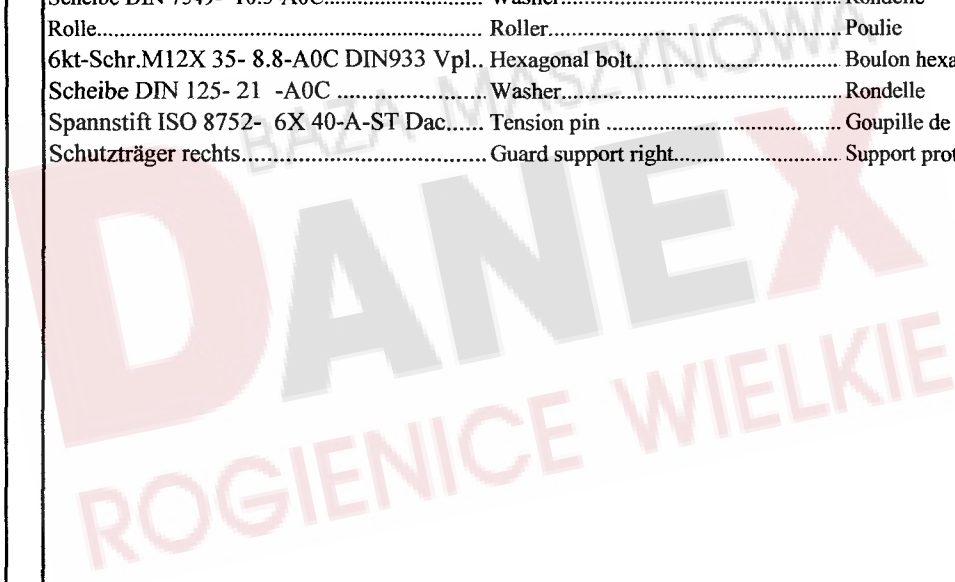 Rolle........................................................................ Roller.................................................... Poulie
6kt-Schr.M12X 35- 8.8-A0C DIN933 Vpl.. Hexagonal bolt...................................... Boulon hexa
Scheibe DIN 125- 21 -A0C ...................... Washer.................................................... Rondelle
Spannstift ISO 8752- 6X 40-A-ST Dac...... Tension pin .......................................... Goupille de
Schutzträger rechts................................... Guard support right............................... Support prot
BAZA MASZYNOWA
DANEX
ROGIENICE WIELKIE